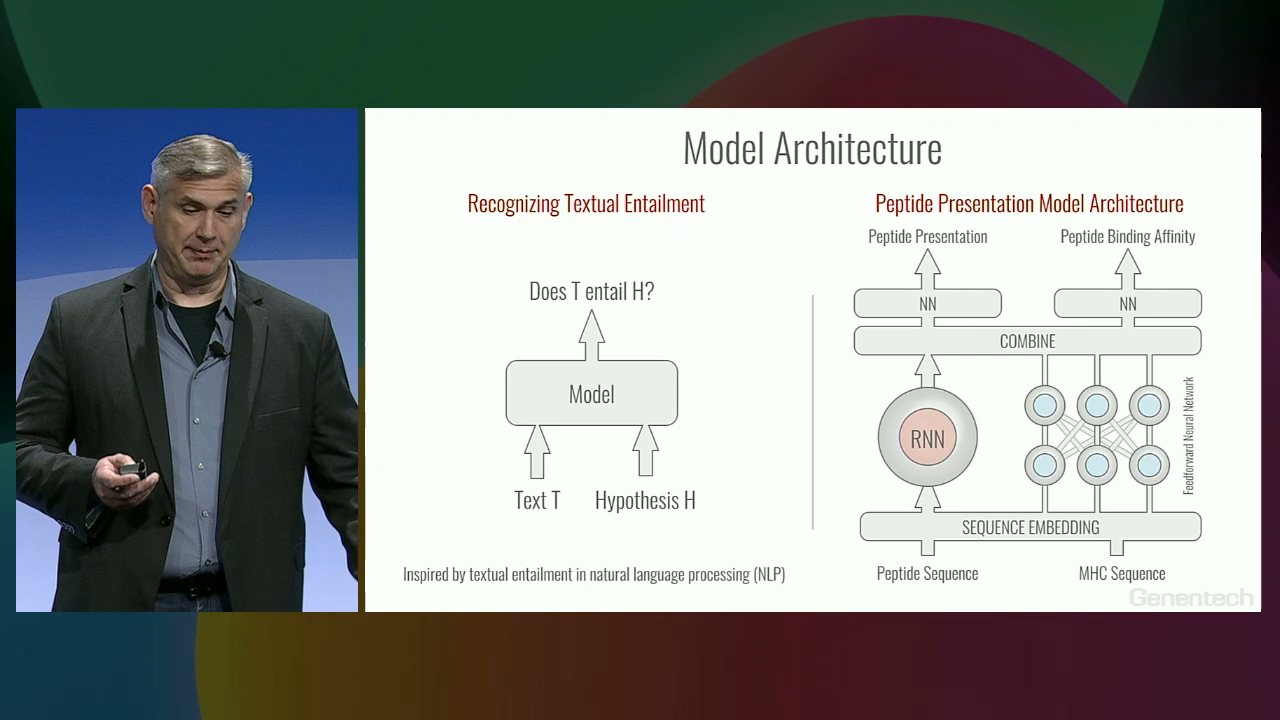 Model Architecture
Recognizing Textual Entailment
Does T entail H?
Model
Text T
Hypothesis H
Inspired by textual entailment in natural language processing (NLP)
Peptide Presentation Model Architecture
Peptide Presentation
Peptide Binding Affinity
NN
NN
COMBINE
RNN
Feedforward Neural Network
SEQUENCE EMBEDDING
Peptide Sequence
MHC Sequence
Genentech